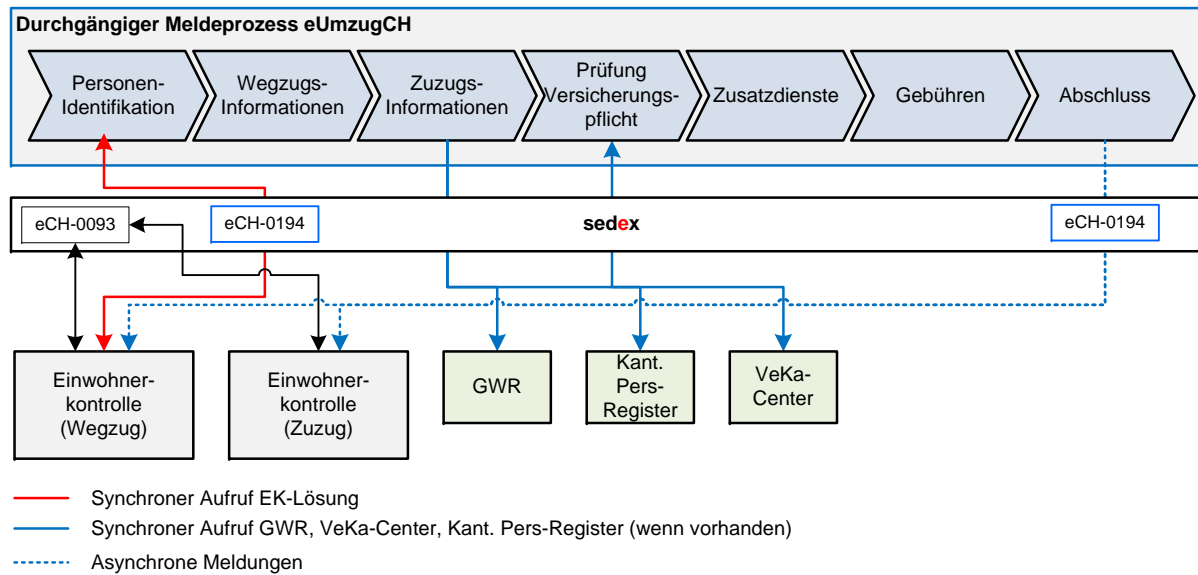 Durchgängiger Meldeprozess eUmzugCH
Personen-
Identifikation
Wegzugs-
Informationen
Zuzugs-
Informationen
Prüfung
Versicherungs-
pflicht
Zusatzdienste
Gebühren
Abschluss
eCH-0093
eCH-0194
sedex
eCH-0194
Einwohner-
kontrolle
(Wegzug)
Einwohner-
kontrolle
(Zuzug)
GWR
Kant.
Pers-
Register
VeKa-
Center
Synchroner Aufruf EK-Lösung
Synchroner Aufruf GWR, VeKa-Center, Kant. Pers-Register (wenn vorhanden)
Asynchrone Meldungen